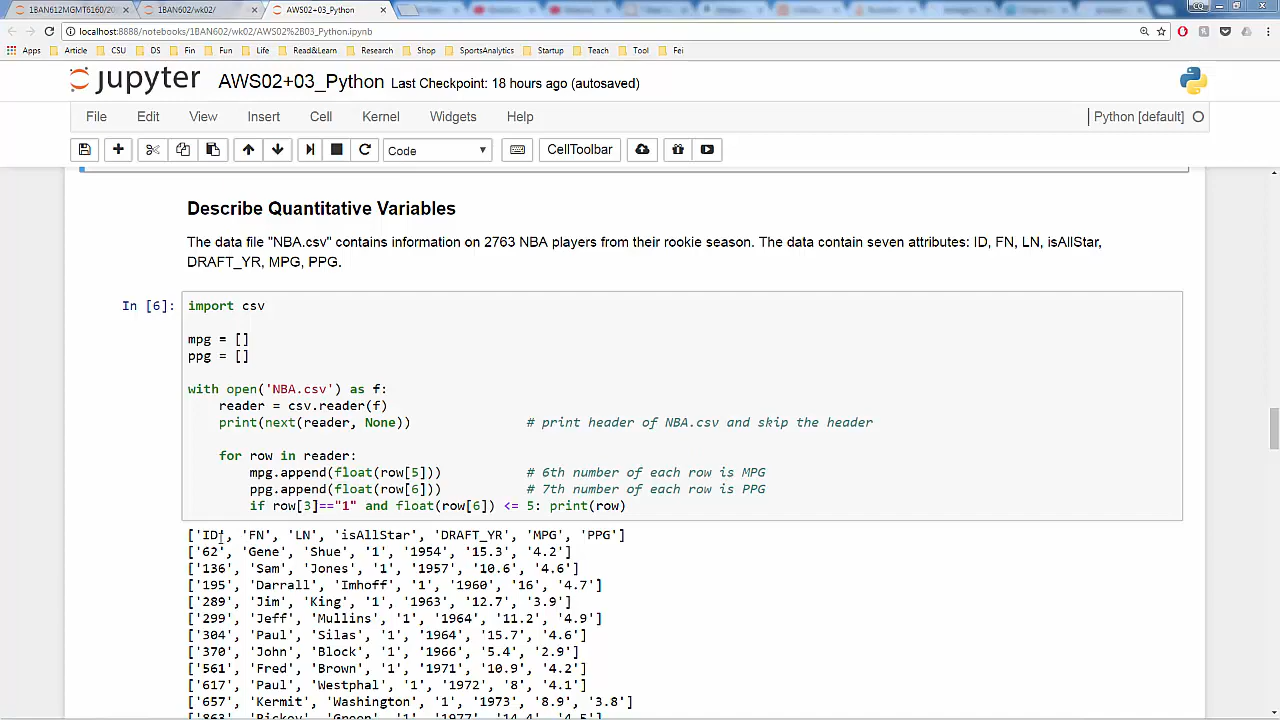 1BAN612MGMT6160/20
1BAN602/wk02/
AWS02+03_Python
localhost:8888/notebooks/1BAN602/wk02/AWS02%2B03_Python.ipynb
Apps Article CSU DS Fin Fun Life Read&Learn Research Shop SportsAnalytics Startup Teach Tool Fei
jupyter AWS02+03_Python Last Checkpoint: 18 hours ago (autosaved)
File Edit View Insert Cell Kernel Widgets Help Python [default]
Code CellToolbar
Describe Quantitative Variables
The data file "NBA.csv" contains information on 2763 NBA players from their rookie season. The data contain seven attributes: ID, FN, LN, isAllStar,
DRAFT_YR, MPG, PPG.
In [6]: import csv
mpg = []
ppg = []
with open('NBA.csv') as f:
reader = csv.reader(f)
print(next(reader, None)) # print header of NBA.csv and skip the header
for row in reader:
mpg.append(float(row[5])) # 6th number of each row is MPG
ppg.append(float(row[6])) # 7th number of each row is PPG
if row[3]=="1" and float(row[6]) <= 5: print(row)
['ID', 'FN', 'LN', 'isAllStar', 'DRAFT_YR', 'MPG', 'PPG']
['62', 'Gene', 'Shue', '1', '1954', '15.3', '4.2']
['136', 'Sam', 'Jones', '1', '1957', '10.6', '4.6']
['195', 'Darrall', 'Imhoff', '1', '1960', '16', '4.7']
['289', 'Jim', 'King', '1', '1963', '12.7', '3.9']
['299', 'Jeff', 'Mullins', '1', '1964', '11.2', '4.9']
['304', 'Paul', 'Silas', '1', '1964', '15.7', '4.6']
['370', 'John', 'Block', '1', '1966', '5.4', '2.9']
['561', 'Fred', 'Brown', '1', '1971', '10.9', '4.2']
['617', 'Paul', 'Westphal', '1', '1972', '8', '4.1']
['657', 'Kermit', 'Washington', '1', '1973', '8.9', '3.8']
['863', 'Rickey', 'Green', '1', '1977', '14.4', '4.5']